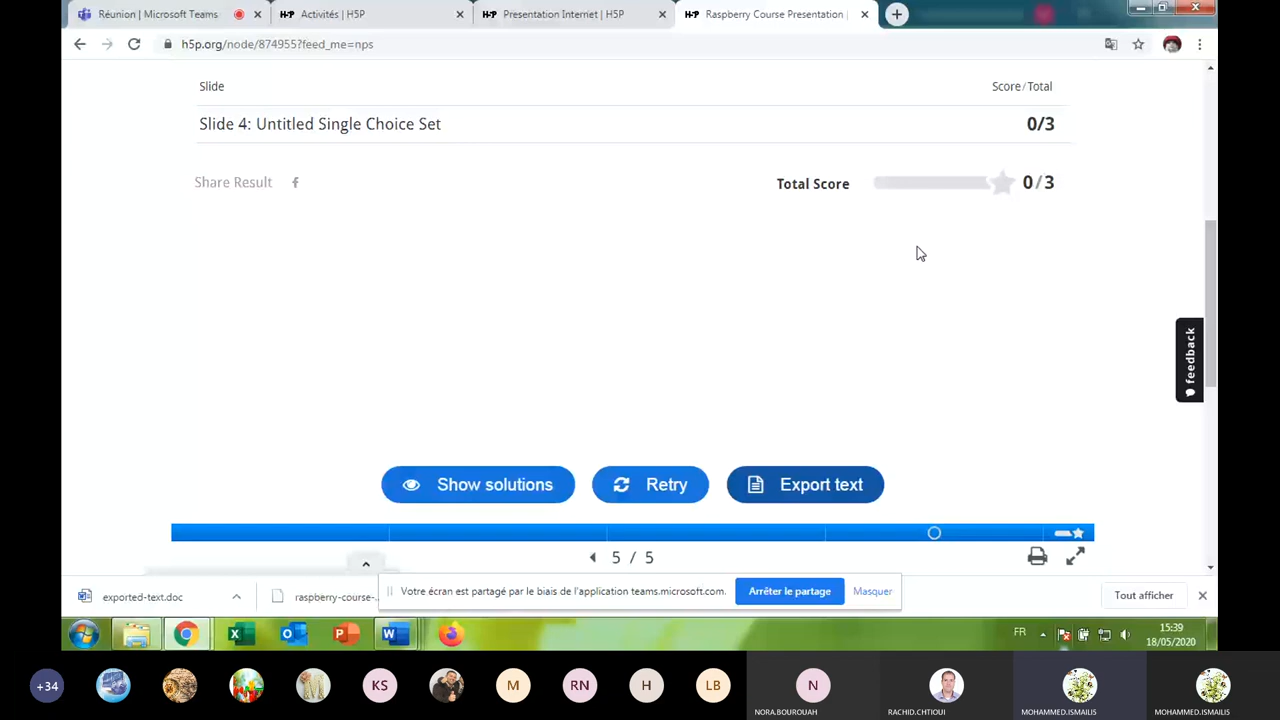 Réunion | Microsoft Teams
Activités | H5P
Presentation Internet | H5P
Raspberry Course Presentation |
h5p.org/node/874955?feed_me=nps
Slide
Score/Total
Slide 4: Untitled Single Choice Set
0/3
Share Result
Total Score
0/3
feedback
Show solutions
Retry
Export text
5 / 5
exported-text.doc
raspberry-course-...
Votre écran est partagé par le biais de l'application teams.microsoft.com.
Arrêter le partage
Masquer
Tout afficher
FR
15:39
18/05/2020
+34
KS
M
RN
H
LB
N
NORA.BOUROUAH
RACHID.CHTIOUI
MOHAMMED.ISMAILIS
MOHAMMED.ISMAILIS